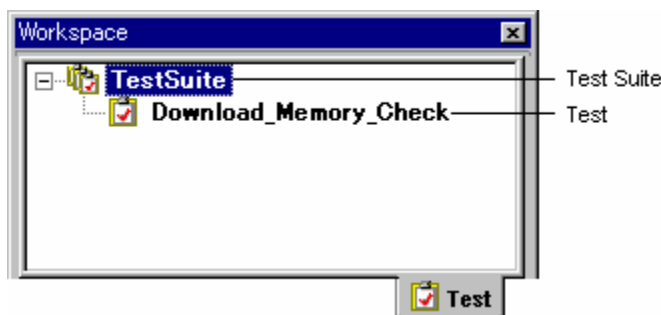 Workspace
TestSuite
Test Suite
Download_Memory_Check
Test
Test